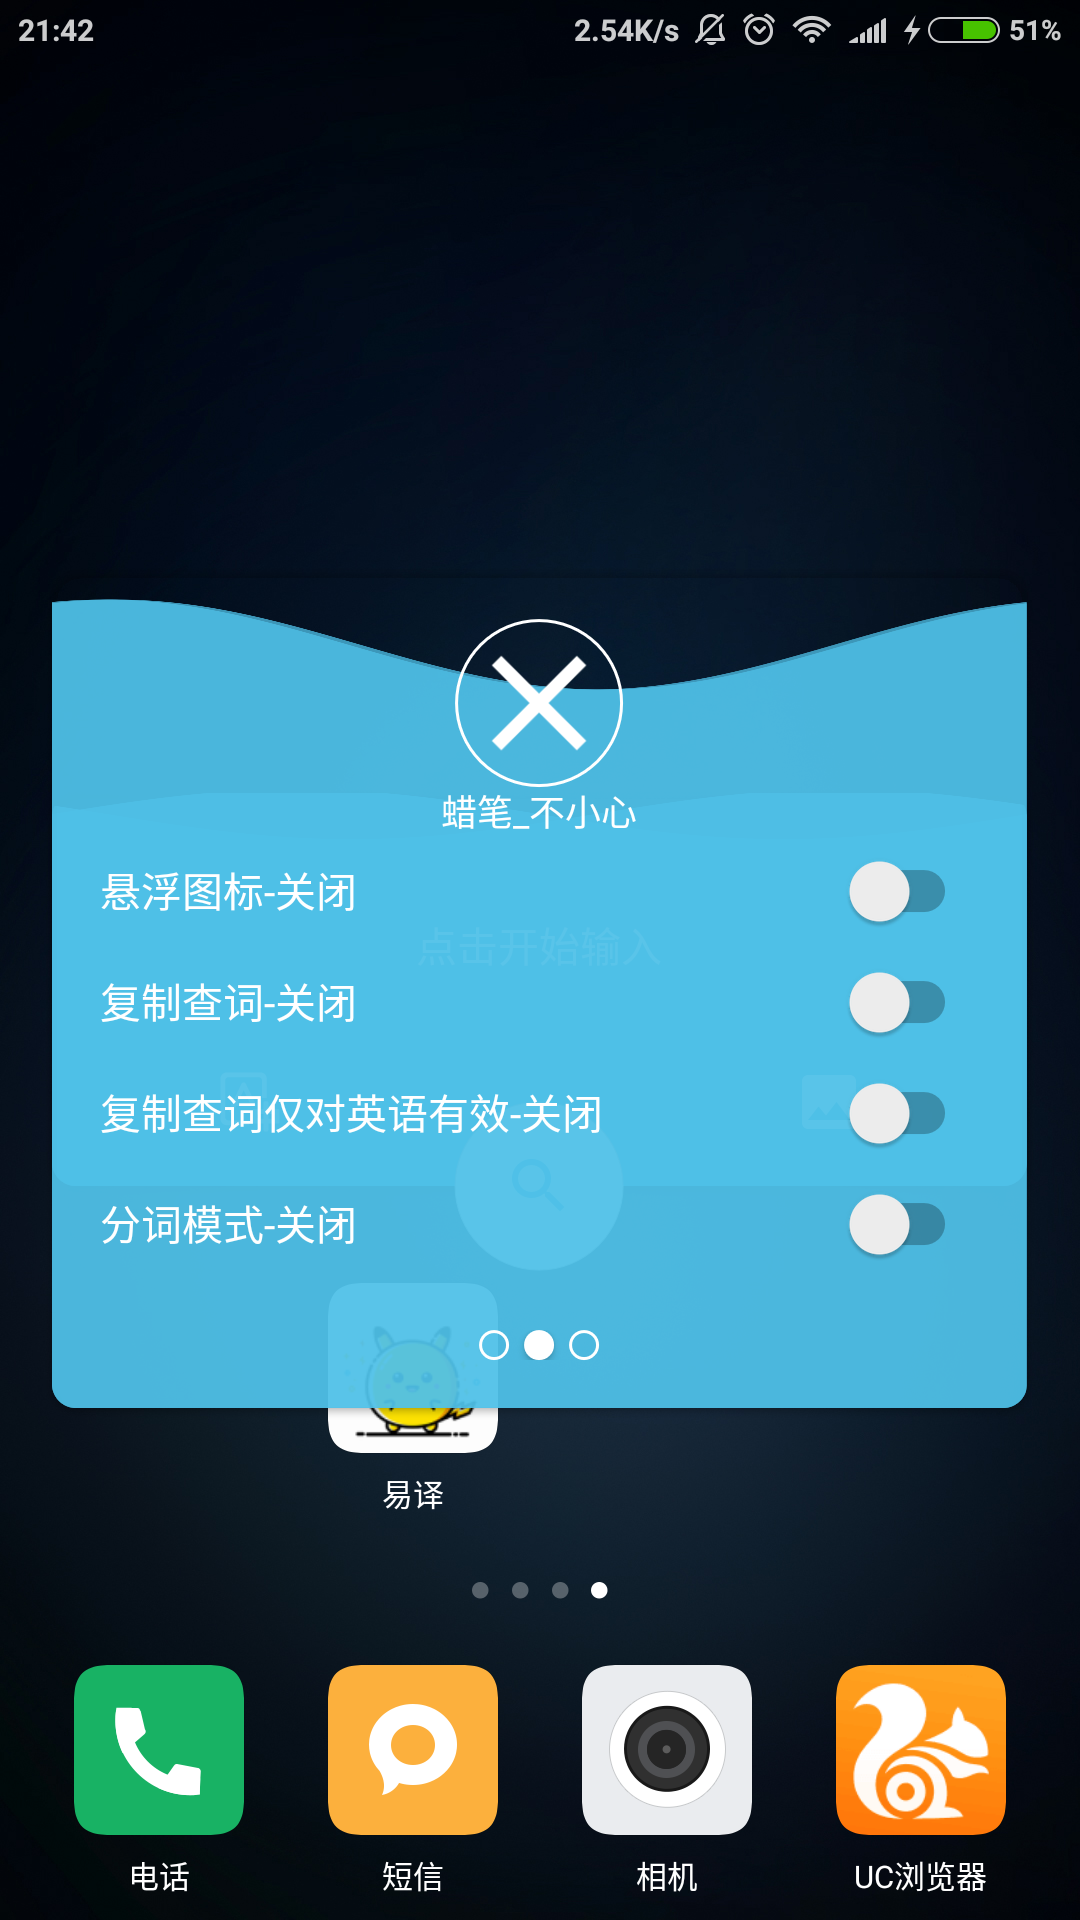 21:42
2.54K/s
51%
蜡笔_不小心
悬浮图标-关闭
点击开始输入
复制查词-关闭
复制查词仅对英语有效-关闭
分词模式-关闭
易译
电话
短信
相机
UC浏览器